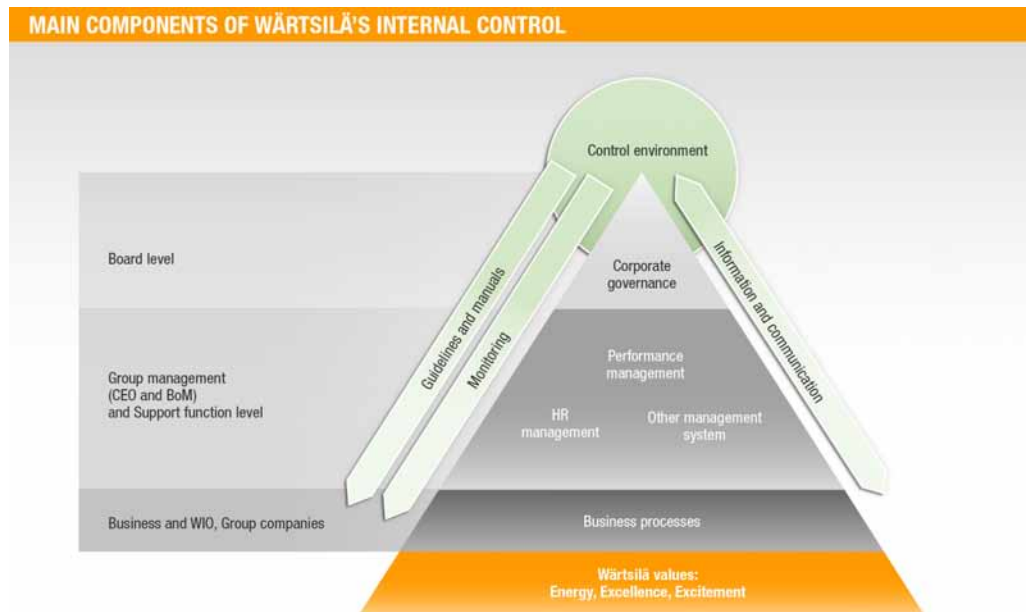 MAIN COMPONENTS OF WÄRTSILÄ'S INTERNAL CONTROL
Control environment
Board level
Corporate
governance
Guidelines and manuals
Monitoring
Information and communication
Group management
(CEO and BoM)
and Support function level
Performance
management
HR
management
Other management
system
Business and WIO, Group companies
Business processes
Wärtsilä values:
Energy, Excellence, Excitement